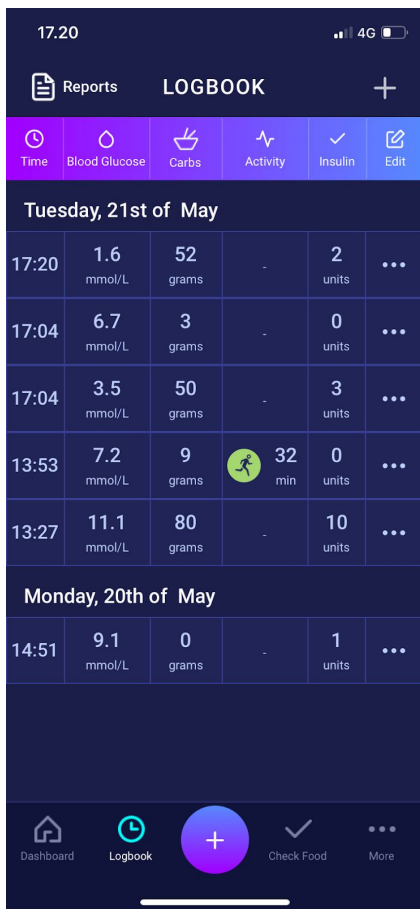 17.20 4G
Reports LOGBOOK
Time Blood Glucose Carbs Activity Insulin Edit
Tuesday, 21st of May
17:20 1.6 52 - 2
mmol/L grams units
17:04 6.7 3 - 0
mmol/L grams units
17:04 3.5 50 - 3
mmol/L grams units
13:53 7.2 9 32 0
mmol/L grams min units
13:27 11.1 80 - 10
mmol/L grams units
Monday, 20th of May
14:51 9.1 0 - 1
mmol/L grams units
Dashboard Logbook + Check Food More